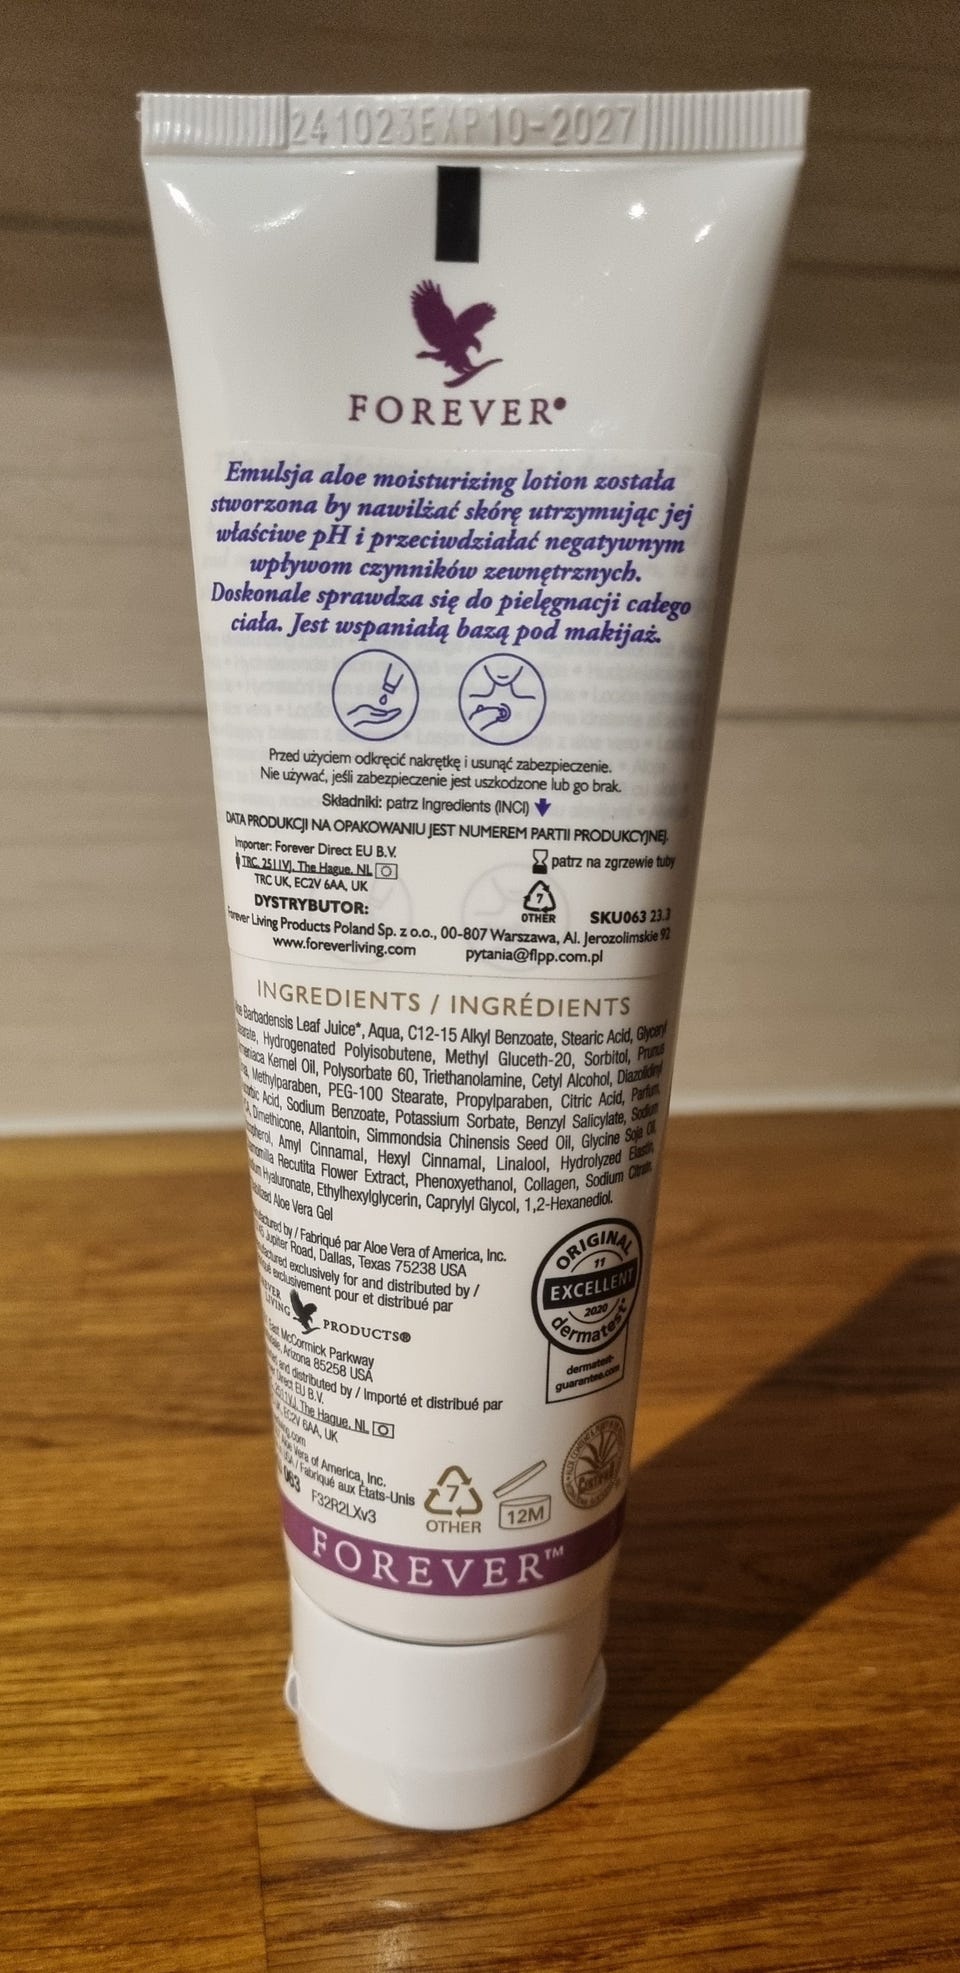 241023EXP10-2027
FOREVER®
Emulsja aloe moisturizing lotion została
stworzona by nawilżać skórę utrzymując jej
właściwe pH i przeciwdziałać negatywnym
wpływom czynników zewnętrznych.
Doskonale sprawdza się do pielęgnacji całego
ciała. Jest wspaniałą bazą pod makijaż.
Przed użyciem odkręcić nakrętkę i usunąć zabezpieczenie.
Nie używać, jeśli zabezpieczenie jest uszkodzone lub go brak.
Składniki: patrz Ingredients (INCI)
DATA PRODUKCJI NA OPAKOWANIU JEST NUMEREM PARTII PRODUKCYJNEJ.
Importer: Forever Direct EU B.V.
TRC, 2511VJ, The Hague, NL
TRC UK, EC2V 6AA, UK
patrz na zgrzewie tuby
7
OTHER
SKU063 23.3
DYSTRYBUTOR:
Forever Living Products Poland Sp. z o.o., 00-807 Warszawa, Al. Jerozolimskie 92
www.foreverliving.com pytania@flpp.com.pl
INGREDIENTS / INGRÉDIENTS
Barbadensis Leaf Juice*, Aqua, C12-15 Alkyl Benzoate, Stearic Acid, Glyceryl
Hydrogenated Polyisobutene, Methyl Gluceth-20, Sorbitol, Prunus
Kernel Oil, Polysorbate 60, Triethanolamine, Cetyl Alcohol, Diazolidinyl
Methylparaben, PEG-100 Stearate, Propylparaben, Citric Acid, Parfum,
Acid, Sodium Benzoate, Potassium Sorbate, Benzyl Salicylate, Sodium
Dimethicone, Allantoin, Simmondsia Chinensis Seed Oil, Glycine Soja Oil,
Amyl Cinnamal, Hexyl Cinnamal, Linalool, Hydrolyzed Elastin,
Recutita Flower Extract, Phenoxyethanol, Collagen, Sodium Citrate,
Hyaluronate, Ethylhexylglycerin, Caprylyl Glycol, 1,2-Hexanediol.
Aloe Vera Gel
by / Fabriqué par Aloe Vera of America, Inc.
Jupiter Road, Dallas, Texas 75238 USA
exclusively for and distributed by /
exclusivement pour et distribué par
LIVING PRODUCTS®
East McCormick Parkway
Arizona 85258 USA
and distributed by / Importé et distribué par
Direct EU B.V.
2511VJ, The Hague, NL
EC2V 6AA, UK
Vera of America, Inc.
USA / Fabriqué aux États-Unis
063 F32R2LXv3
ORIGINAL
11
EXCELLENT
2020
dermatest®
dermatest-
guarantee.com
7
OTHER
12M
FOREVER™